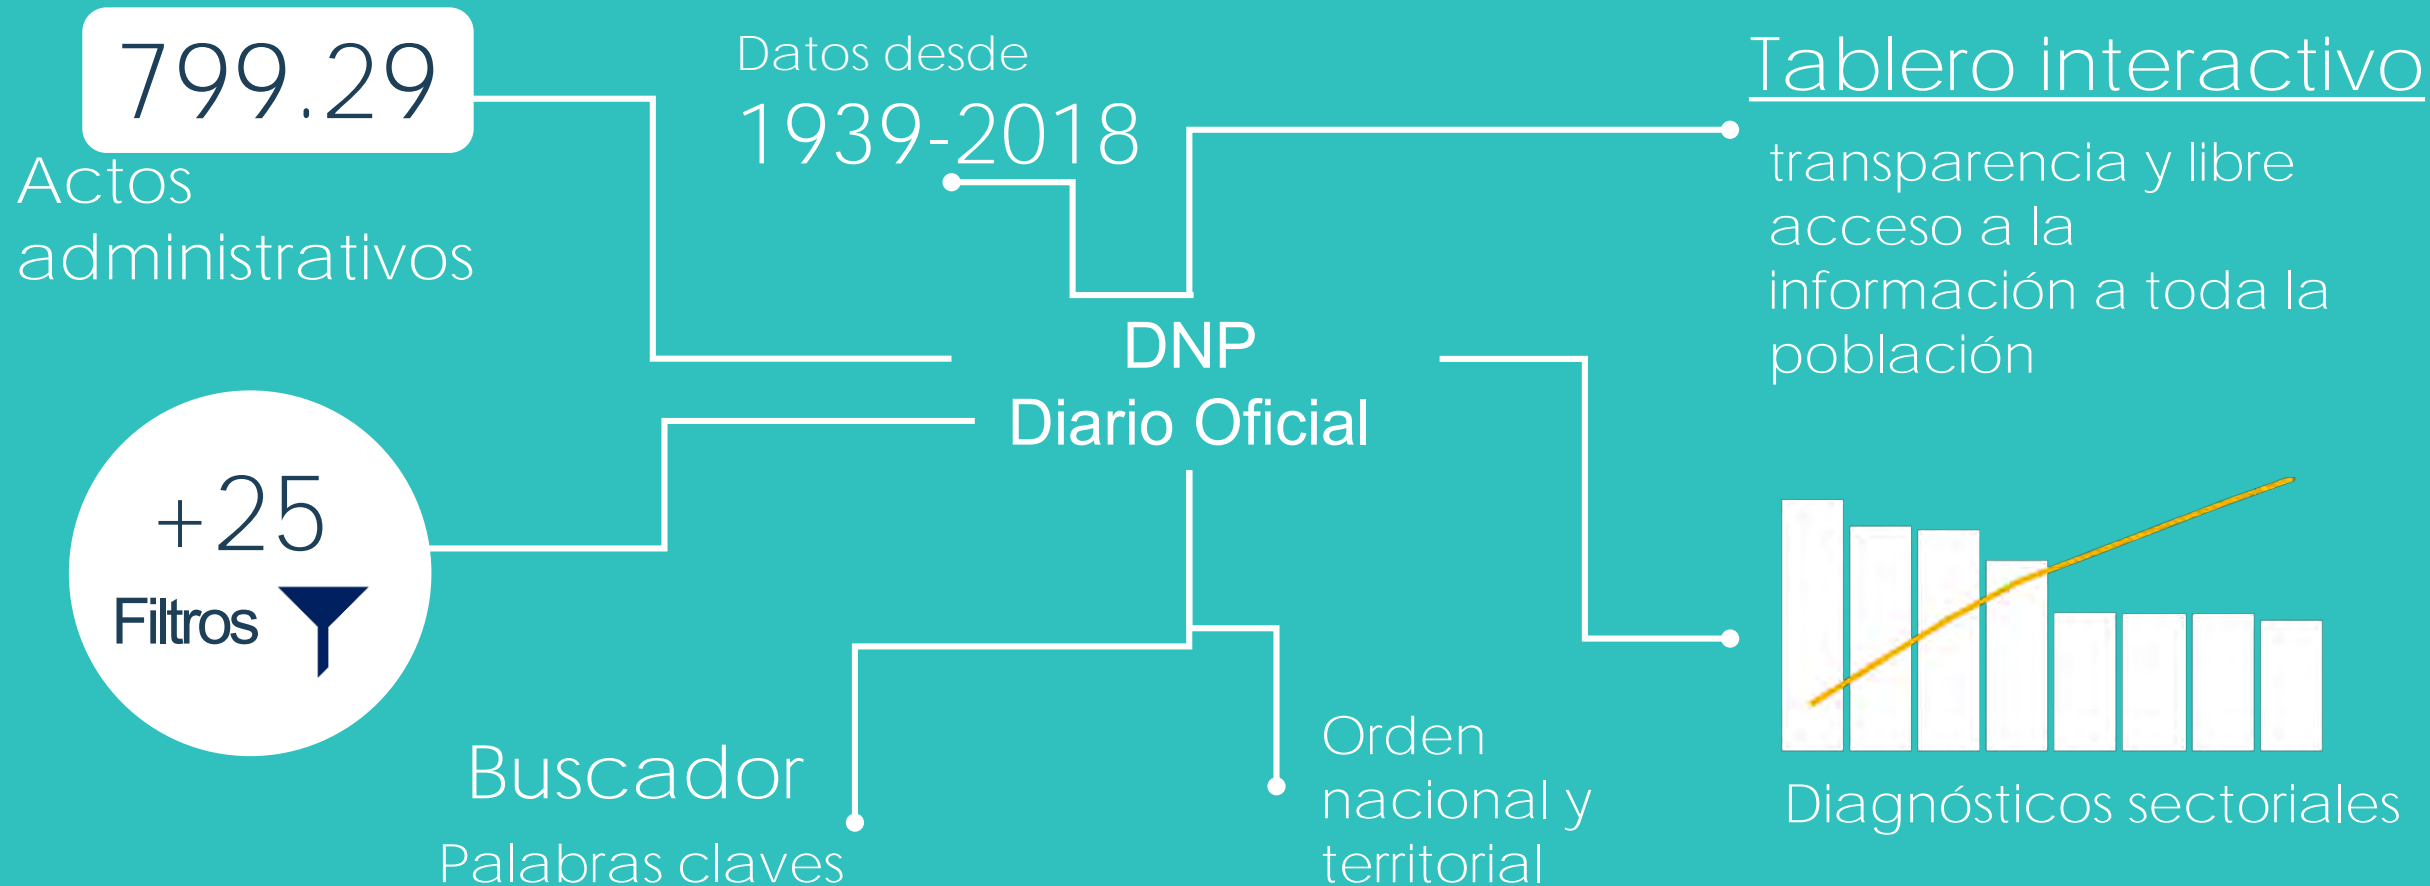 799.29
Actos
administrativos
Datos desde
1939-2018
Tablero interactivo
transparencia y libre
acceso a la
información a toda la
población
DNP
Diario Oficial
+25
Filtros
Buscador
Palabras claves
Orden
nacional y
territorial
Diagnósticos sectoriales